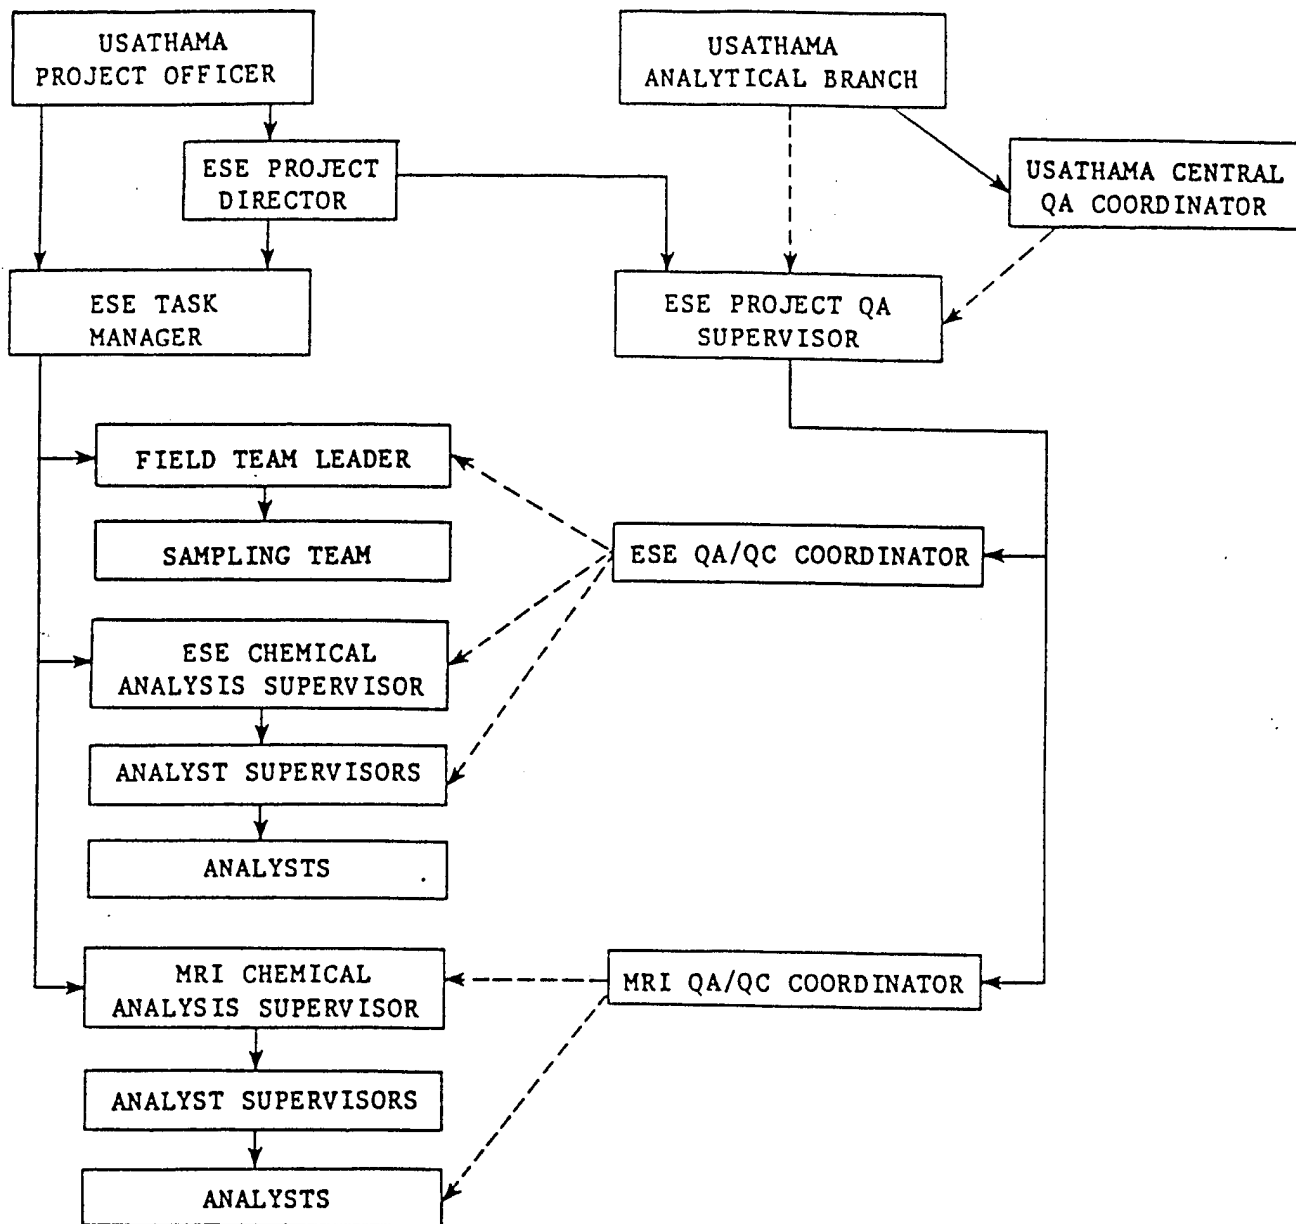 USATHAMA
PROJECT OFFICER
USATHAMA
ANALYTICAL BRANCH
ESE PROJECT
DIRECTOR
USATHAMA CENTRAL
QA COORDINATOR
ESE TASK
MANAGER
ESE PROJECT QA
SUPERVISOR
FIELD TEAM LEADER
SAMPLING TEAM
ESE QA/QC COORDINATOR
ESE CHEMICAL
ANALYSIS SUPERVISOR
ANALYST SUPERVISORS
ANALYSTS
MRI CHEMICAL
ANALYSIS SUPERVISOR
MRI QA/QC COORDINATOR
ANALYST SUPERVISORS
ANALYSTS